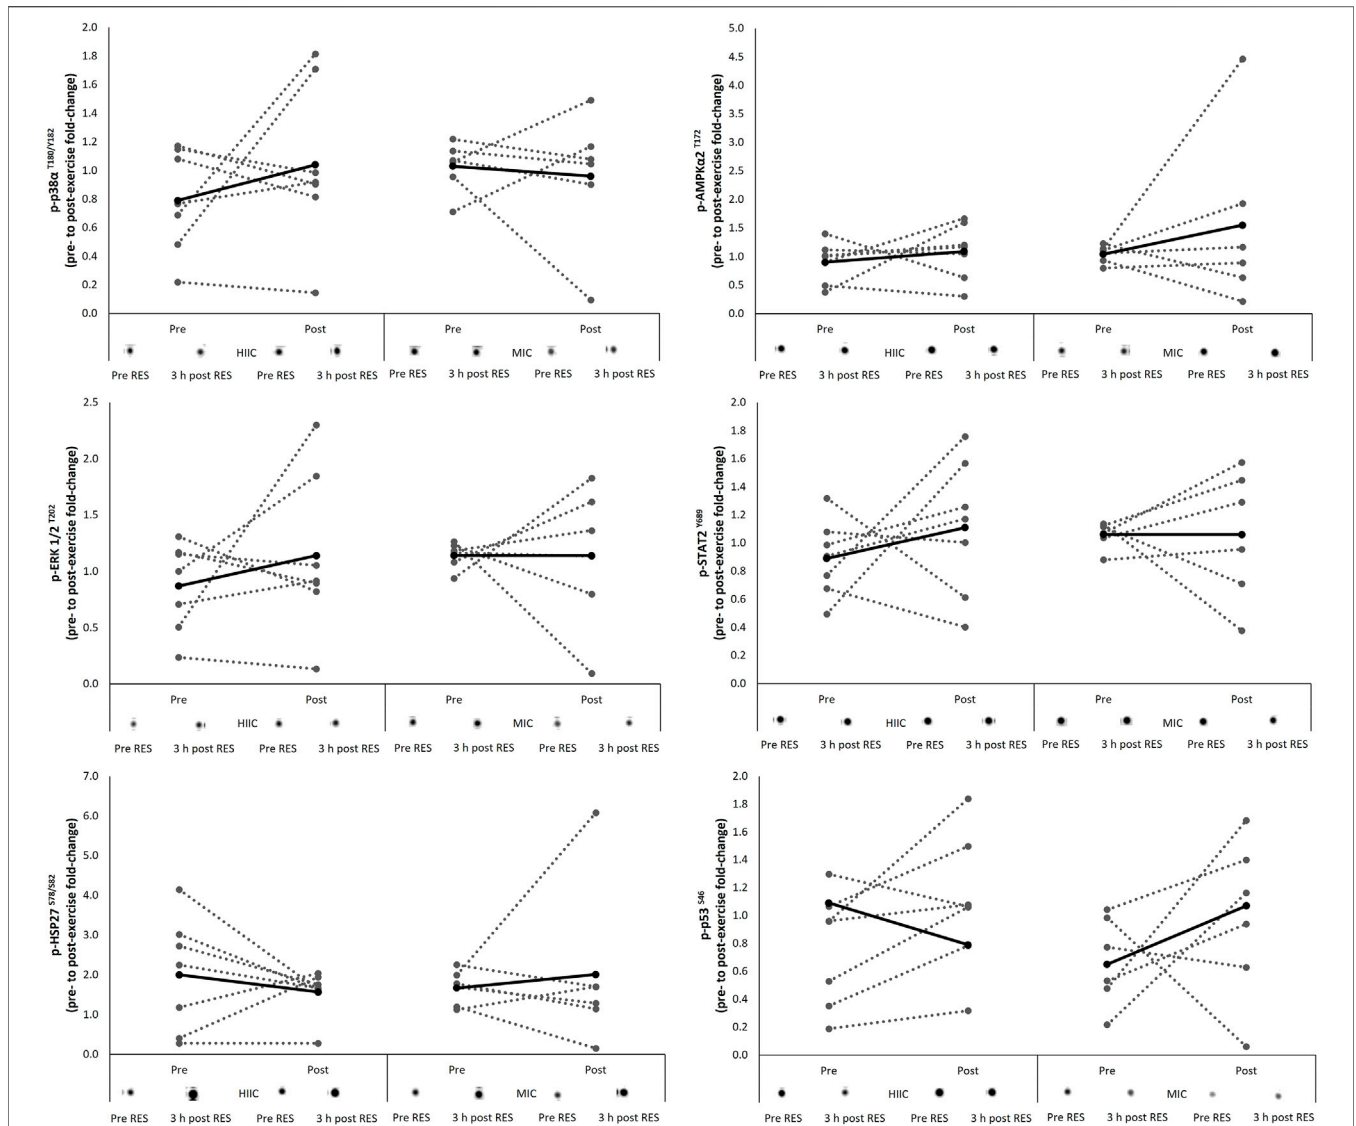 p-p38α T180/Y182
(pre- to post-exercise fold-change)
2.0
1.8
1.6
1.4
1.2
1.0
0.8
0.6
0.4
0.2
0.0
Pre Post
HIIC MIC
Pre RES 3 h post RES Pre RES 3 h post RES Pre RES 3 h post RES Pre RES 3 h post RES
p-AMPKα2 T172
(pre- to post-exercise fold-change)
5.0
4.5
4.0
3.5
3.0
2.5
2.0
1.5
1.0
0.5
0.0
Pre Post Pre Post
HIIC MIC
Pre RES 3 h post RES Pre RES 3 h post RES Pre RES 3 h post RES Pre RES 3 h post RES
p-ERK 1/2 T202
(pre- to post-exercise fold-change)
2.5
2.0
1.5
1.0
0.5
0.0
Pre Post Pre Post
HIIC MIC
Pre RES 3 h post RES Pre RES 3 h post RES Pre RES 3 h post RES Pre RES 3 h post RES
p-STAT2 Y689
(pre- to post-exercise fold-change)
2.0
1.8
1.6
1.4
1.2
1.0
0.8
0.6
0.4
0.2
0.0
Pre Post Pre Post
HIIC MIC
Pre RES 3 h post RES Pre RES 3 h post RES Pre RES 3 h post RES Pre RES 3 h post RES
p-HSP27 S78/S82
(pre- to post-exercise fold-change)
7.0
6.0
5.0
4.0
3.0
2.0
1.0
0.0
Pre Post Pre Post
HIIC MIC
Pre RES 3 h post RES Pre RES 3 h post RES Pre RES 3 h post RES Pre RES 3 h post RES
p-p53 S46
(pre- to post-exercise fold-change)
2.0
1.8
1.6
1.4
1.2
1.0
0.8
0.6
0.4
0.2
0.0
Pre Post Pre Post
HIIC MIC
Pre RES 3 h post RES Pre RES 3 h post RES Pre RES 3 h post RES Pre RES 3 h post RES